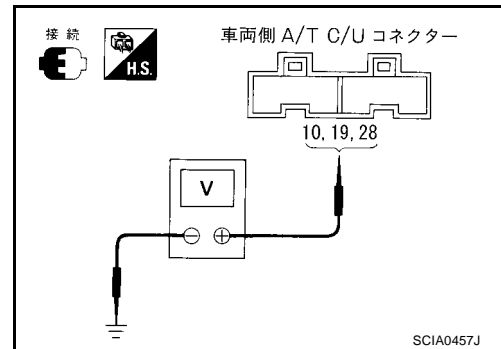 接続
H.S.
車両側 A/T C/U コネクター
10, 19, 28
V
− +
SCIA0457J